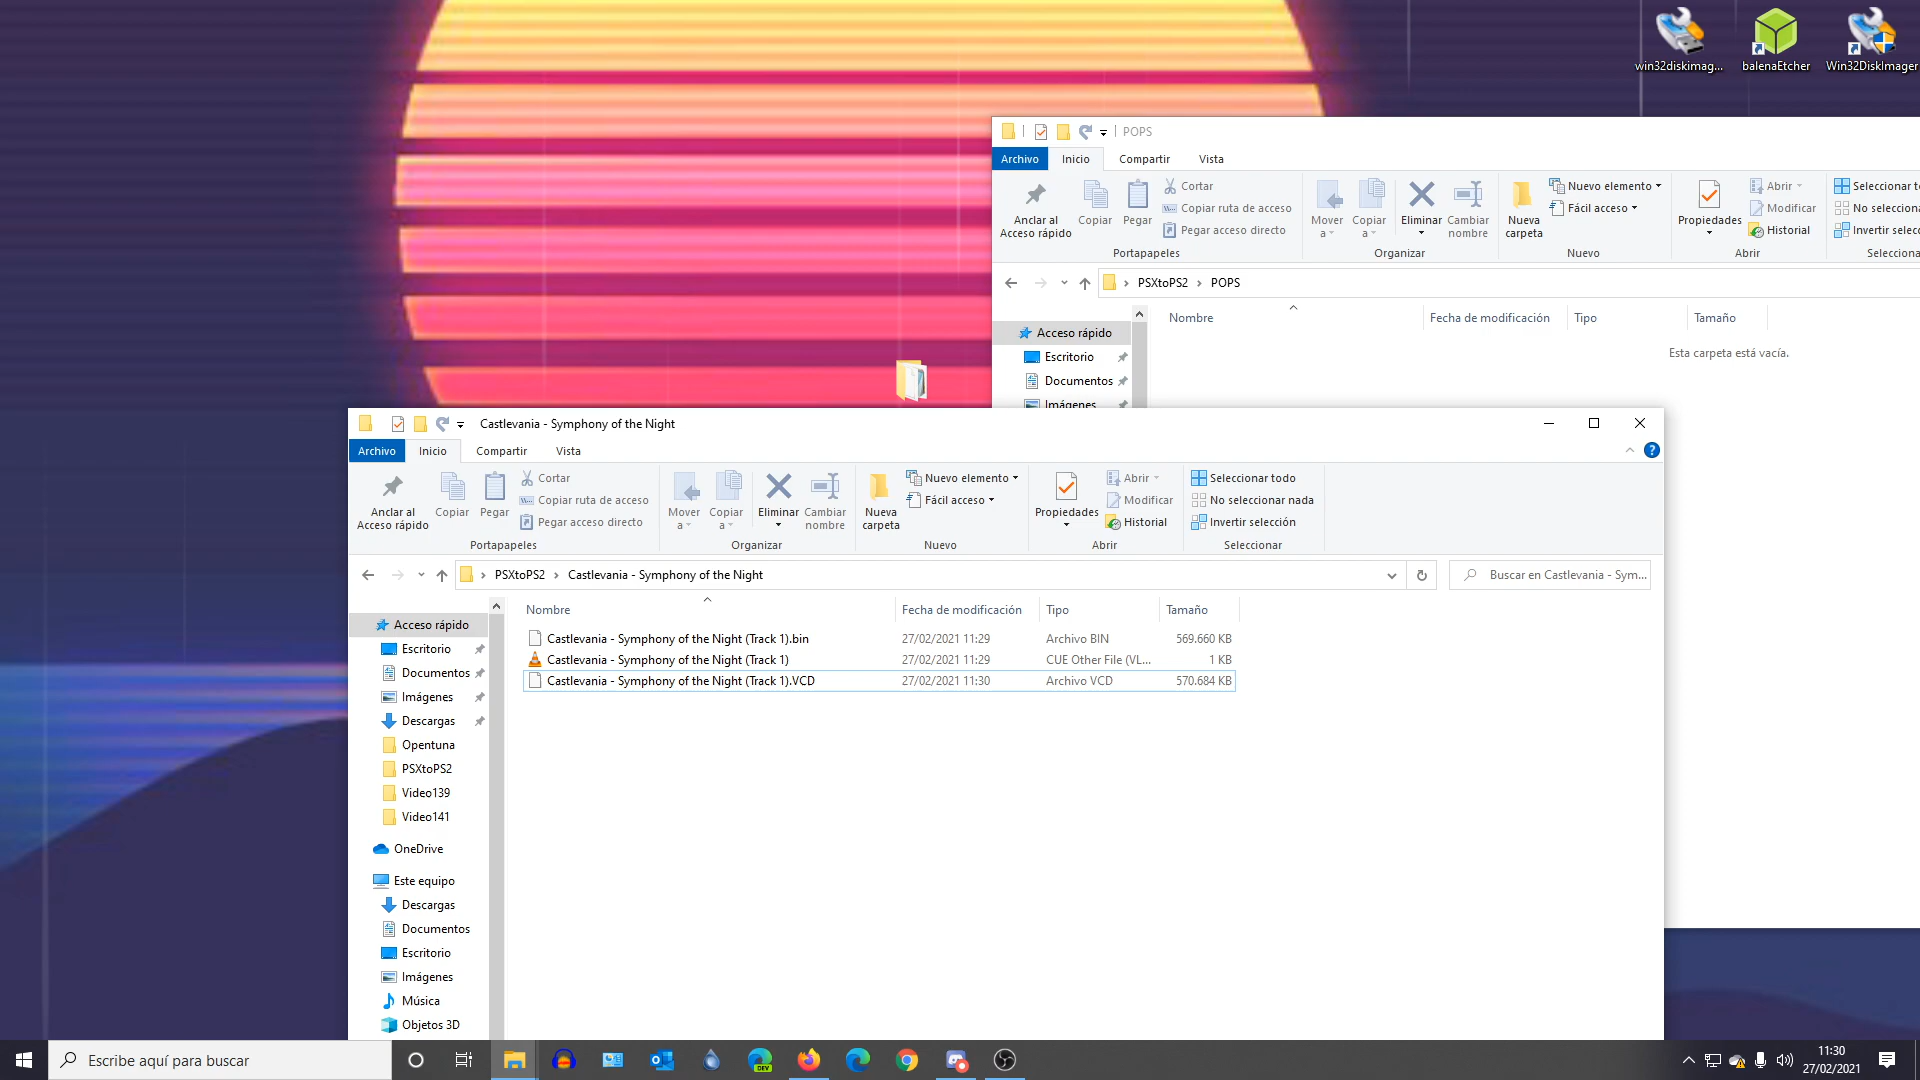 win32diskimag...
balenaEtcher
Win32DiskImager
POPS
Archivo
Inicio
Compartir
Vista
Anclar al
Acceso rápido
Copiar
Pegar
Cortar
Copiar ruta de acceso
Pegar acceso directo
Portapapeles
Mover
a
Copiar
a
Eliminar
Cambiar
nombre
Organizar
Nueva
carpeta
Nuevo elemento
Fácil acceso
Nuevo
Propiedades
Abrir
Modificar
Historial
Abrir
Seleccionar t
No selecciona
Invertir selec
Selecciona
PSXtoPS2 › POPS
Nombre
Fecha de modificación
Tipo
Tamaño
Esta carpeta está vacía.
Acceso rápido
Escritorio
Documentos
Imágenes
Castlevania - Symphony of the Night
Archivo
Inicio
Compartir
Vista
Anclar al
Acceso rápido
Copiar
Pegar
Cortar
Copiar ruta de acceso
Pegar acceso directo
Portapapeles
Mover
a
Copiar
a
Eliminar
Cambiar
nombre
Organizar
Nueva
carpeta
Nuevo elemento
Fácil acceso
Nuevo
Propiedades
Abrir
Modificar
Historial
Abrir
Seleccionar todo
No seleccionar nada
Invertir selección
Seleccionar
PSXtoPS2 › Castlevania - Symphony of the Night
Buscar en Castlevania - Sym...
Acceso rápido
Escritorio
Documentos
Imágenes
Descargas
Opentuna
PSXtoPS2
Video139
Video141
OneDrive
Este equipo
Descargas
Documentos
Escritorio
Imágenes
Música
Objetos 3D
Nombre Fecha de modificación Tipo Tamaño
Castlevania - Symphony of the Night (Track 1).bin 27/02/2021 11:29 Archivo BIN 569.660 KB
Castlevania - Symphony of the Night (Track 1) 27/02/2021 11:29 CUE Other File (VL... 1 KB
Castlevania - Symphony of the Night (Track 1).VCD 27/02/2021 11:30 Archivo VCD 570.684 KB
Escribe aquí para buscar
DEV
11:30
27/02/2021